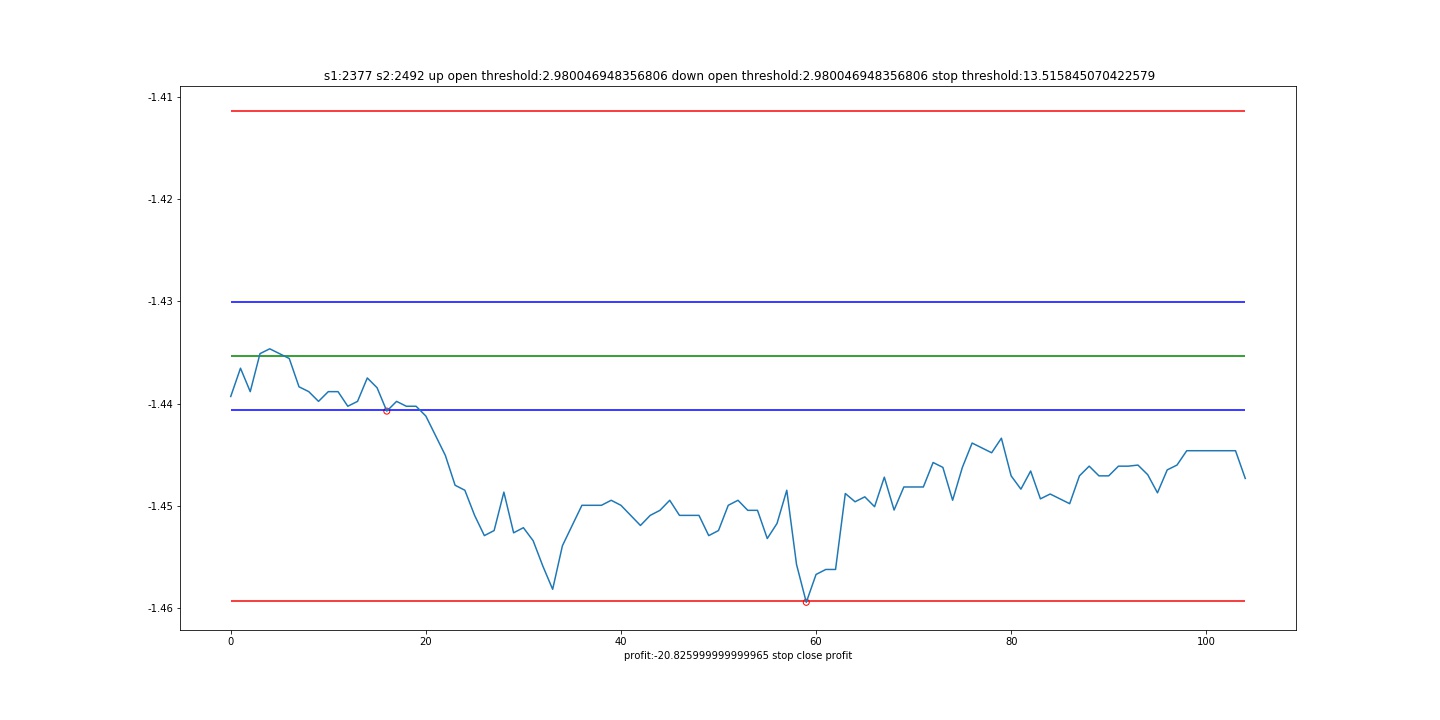 s1:2377 s2:2492 up open threshold:2.980046948356806 down open threshold:2.980046948356806 stop threshold:13.515845070422579
-1.41
-1.42
-1.43
-1.44
-1.45
-1.46
0 20 40 60 80 100
profit:-20.825999999999965 stop close profit